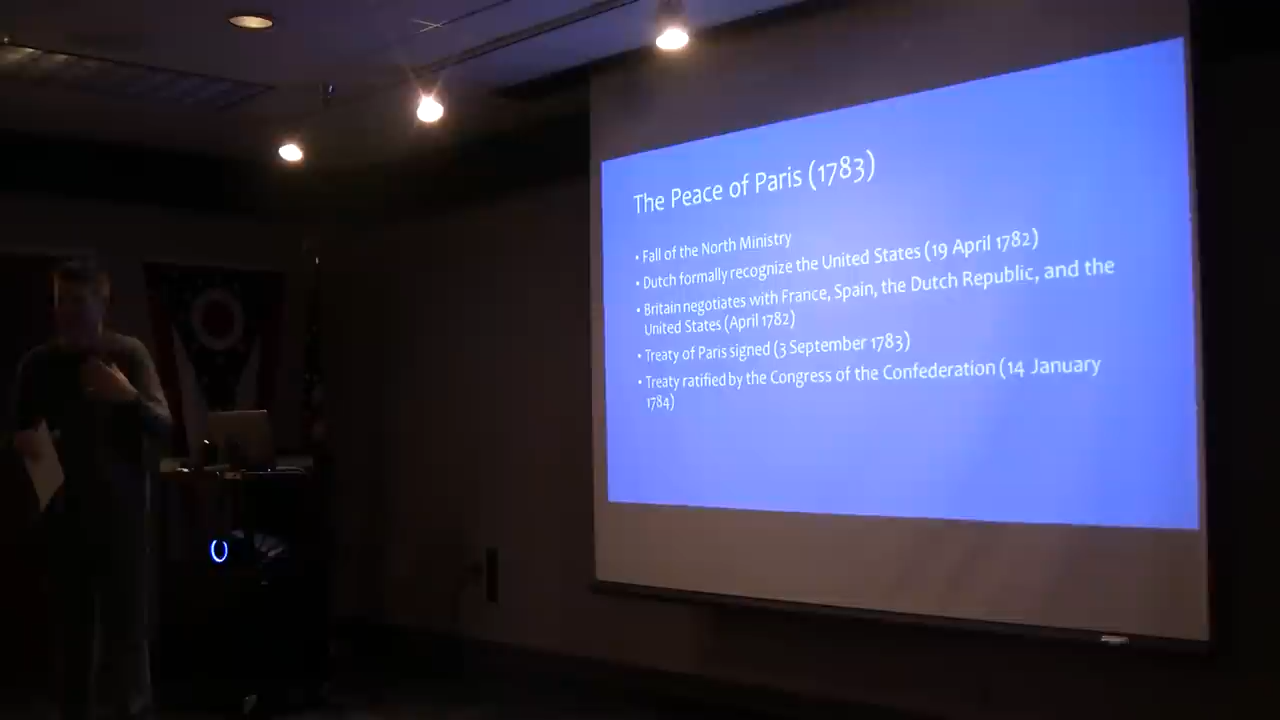 The Peace of Paris (1783)
• Fall of the North Ministry
• Dutch formally recognize the United States (19 April 1782)
• Britain negotiates with France, Spain, the Dutch Republic, and the
United States (April 1782)
• Treaty of Paris signed (3 September 1783)
• Treaty ratified by the Congress of the Confederation (14 January
1784)